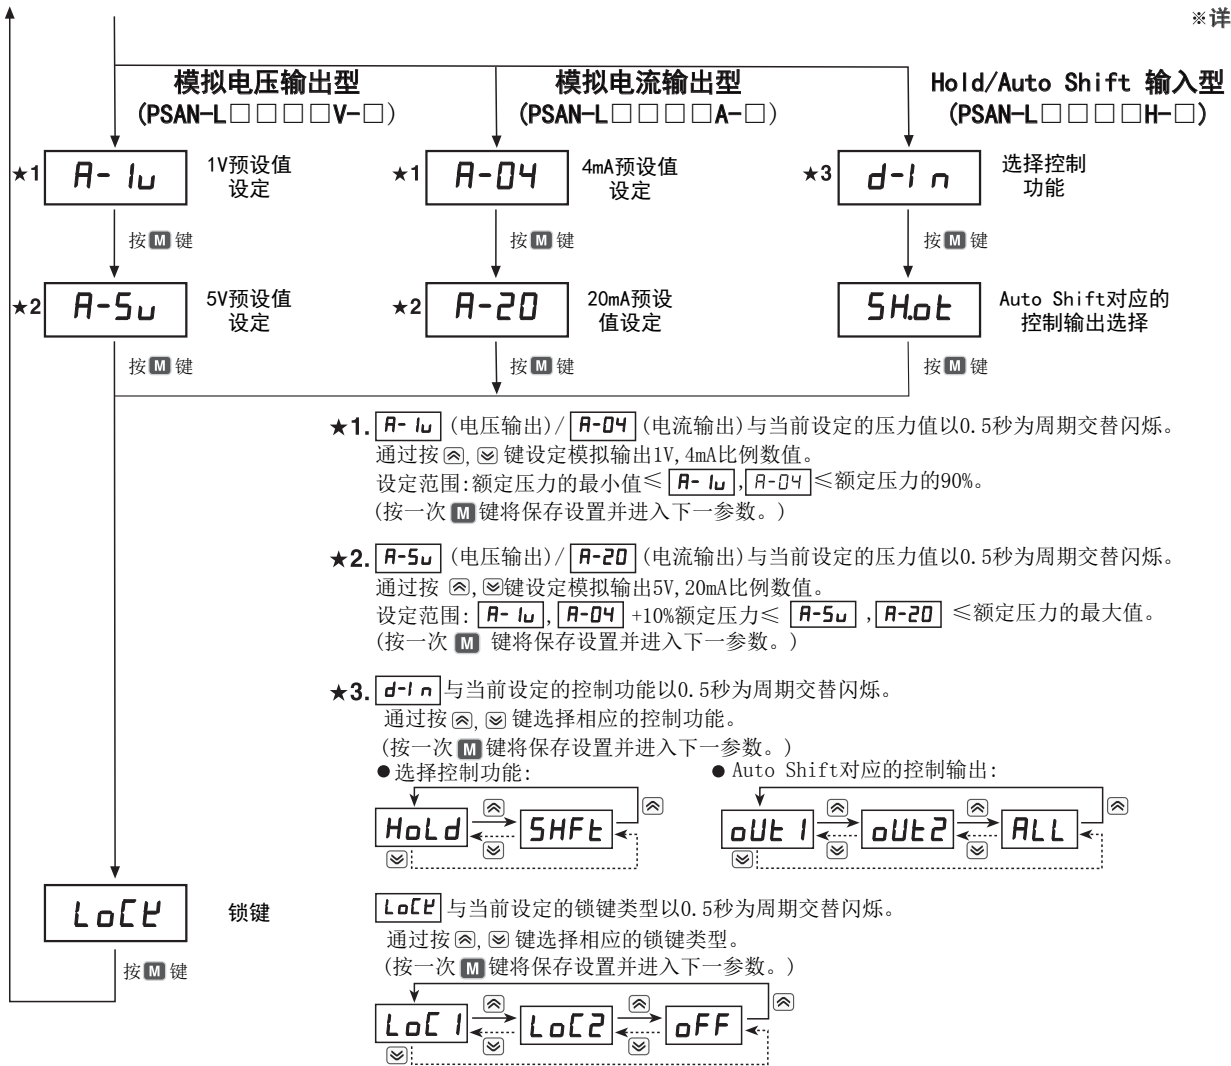 ※详
模拟电压输出型
(PSAN-L□□□□V-□)
模拟电流输出型
(PSAN-L□□□□A-□)
Hold/Auto Shift 输入型
(PSAN-L□□□□H-□)
★1 A-1v 1V预设值
设定
★1 A-04 4mA预设值
设定
★3 d-In 选择控制
功能
按 M 键
按 M 键
按 M 键
★2 A-5v 5V预设值
设定
★2 A-20 20mA预设
值设定
SH.ot Auto Shift对应的
控制输出选择
按 M 键
按 M 键
按 M 键
★1. A-1v (电压输出)/ A-04 (电流输出)与当前设定的压力值以0.5秒为周期交替闪烁。
通过按 , 键设定模拟输出1V,4mA比例数值。
设定范围:额定压力的最小值≤ A-1v , A-04 ≤额定压力的90%。
(按一次 M 键将保存设置并进入下一参数。)
★2. A-5v (电压输出)/ A-20 (电流输出)与当前设定的压力值以0.5秒为周期交替闪烁。
通过按 , 键设定模拟输出5V,20mA比例数值。
设定范围: A-1v , A-04 +10%额定压力≤ A-5v , A-20 ≤额定压力的最大值。
(按一次 M 键将保存设置并进入下一参数。)
★3. d-In 与当前设定的控制功能以0.5秒为周期交替闪烁。
通过按 , 键选择相应的控制功能。
(按一次 M 键将保存设置并进入下一参数。)
●选择控制功能:
● Auto Shift对应的控制输出:
HoLd SHFt
oUt1 oUt2 ALL
LoCK 锁键
LoCK 与当前设定的锁键类型以0.5秒为周期交替闪烁。
通过按 , 键选择相应的锁键类型。
(按一次 M 键将保存设置并进入下一参数。)
按 M 键
LoC1 LoC2 oFF